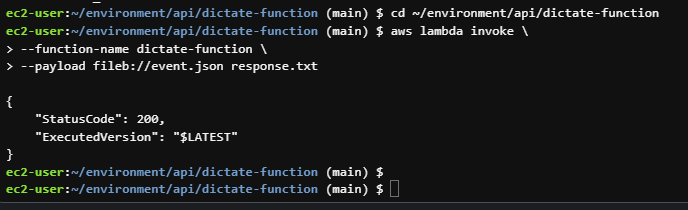 ec2-user:~/environment/api/dictate-function (main) $ cd ~/environment/api/dictate-function
ec2-user:~/environment/api/dictate-function (main) $ aws lambda invoke \
> --function-name dictate-function \
> --payload fileb://event.json response.txt
{
    "StatusCode": 200,
    "ExecutedVersion": "$LATEST"
}
ec2-user:~/environment/api/dictate-function (main) $
ec2-user:~/environment/api/dictate-function (main) $